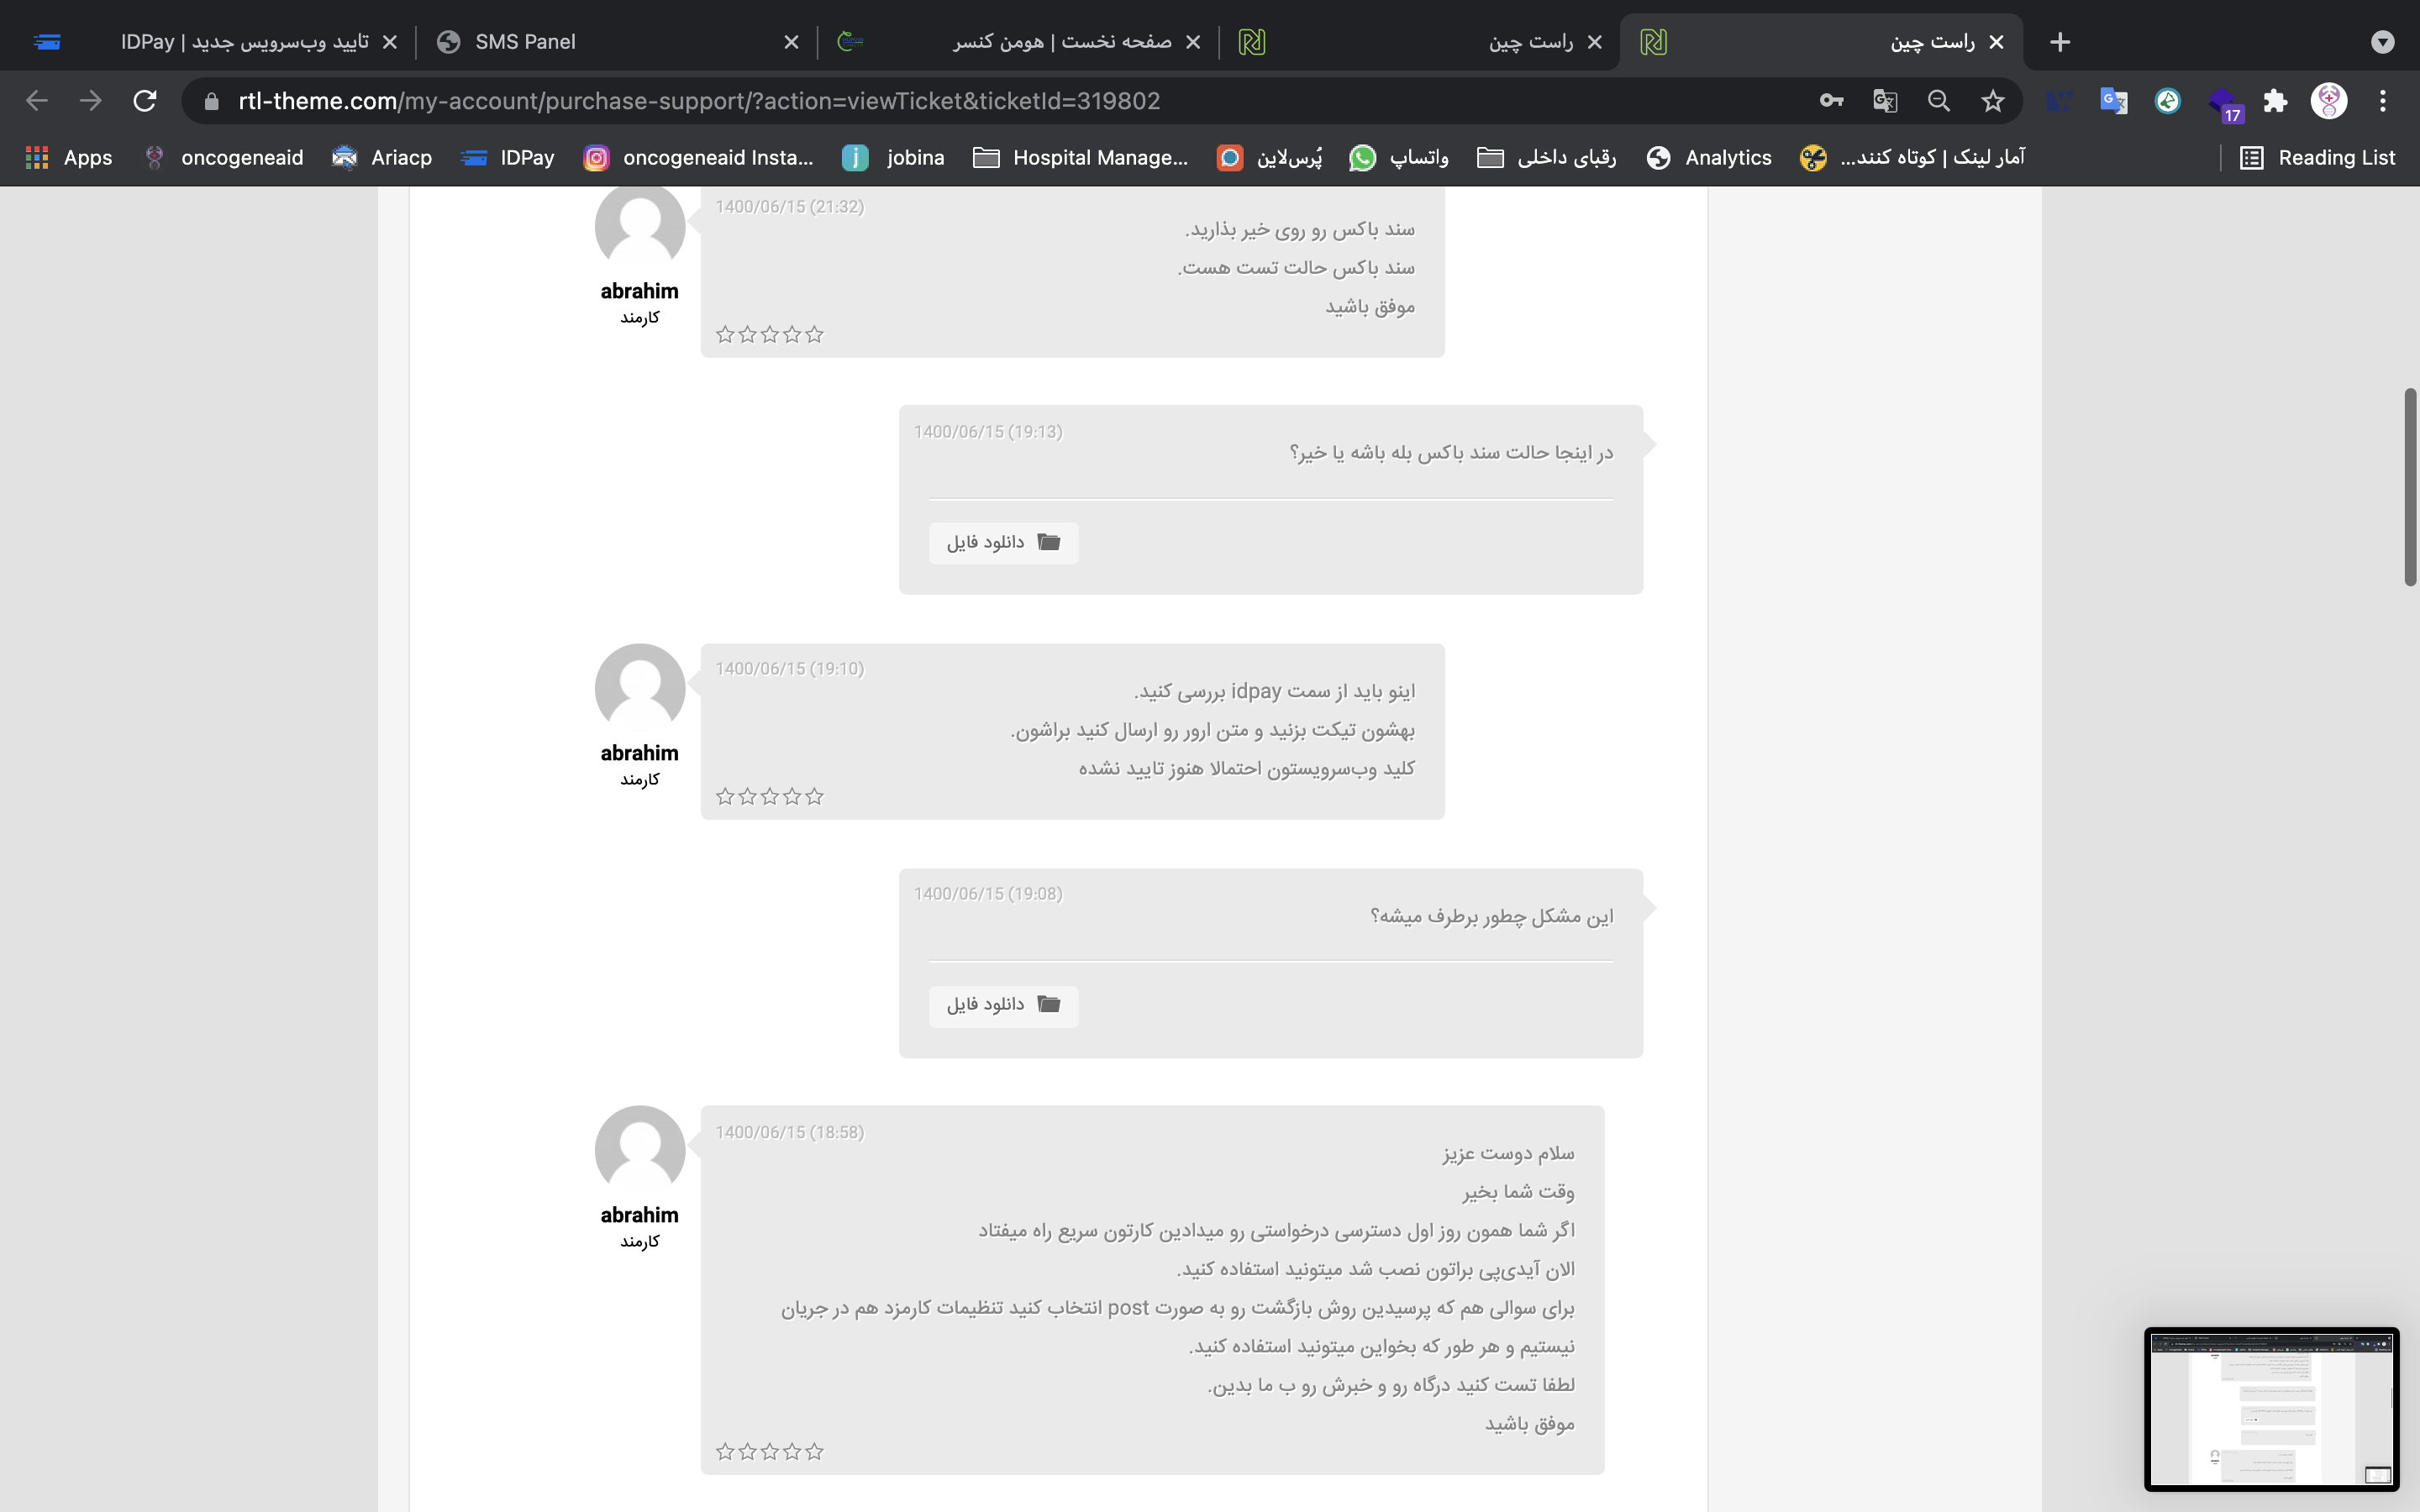 تایید وب‌سرویس جدید | IDPay
SMS Panel
صفحه نخست | هومن کنسر
راست چین
راست چین
rtl-theme.com/my-account/purchase-support/?action=viewTicket&ticketId=319802
17
Apps
oncogeneaid
Ariacp
IDPay
oncogeneaid Insta...
jobina
Hospital Manage...
پُرس‌لاین
واتساپ
رقبای داخلی
Analytics
آمار لینک | کوتاه کنند...
Reading List
1400/06/15 (21:32)
سند باکس رو روی خیر بذارید.
سند باکس حالت تست هست.
موفق باشید
abrahim
کارمند
1400/06/15 (19:13)
در اینجا حالت سند باکس بله باشه یا خیر؟
دانلود فایل
1400/06/15 (19:10)
اینو باید از سمت idpay بررسی کنید.
بهشون تیکت بزنید و متن ارور رو ارسال کنید براشون.
کلید وب‌سرویستون احتمالا هنوز تایید نشده
abrahim
کارمند
1400/06/15 (19:08)
این مشکل چطور برطرف میشه؟
دانلود فایل
1400/06/15 (18:58)
سلام دوست عزیز
وقت شما بخیر
اگر شما همون روز اول دسترسی درخواستی رو میدادین کارتون سریع راه میفتاد
الان آیدی‌پی براتون نصب شد میتونید استفاده کنید.
برای سوالی هم که پرسیدین روش بازگشت رو به صورت post انتخاب کنید تنظیمات کارمزد هم در جریان
نیستیم و هر طور که بخواین میتونید استفاده کنید.
لطفا تست کنید درگاه رو و خبرش رو ب ما بدین.
موفق باشید
abrahim
کارمند